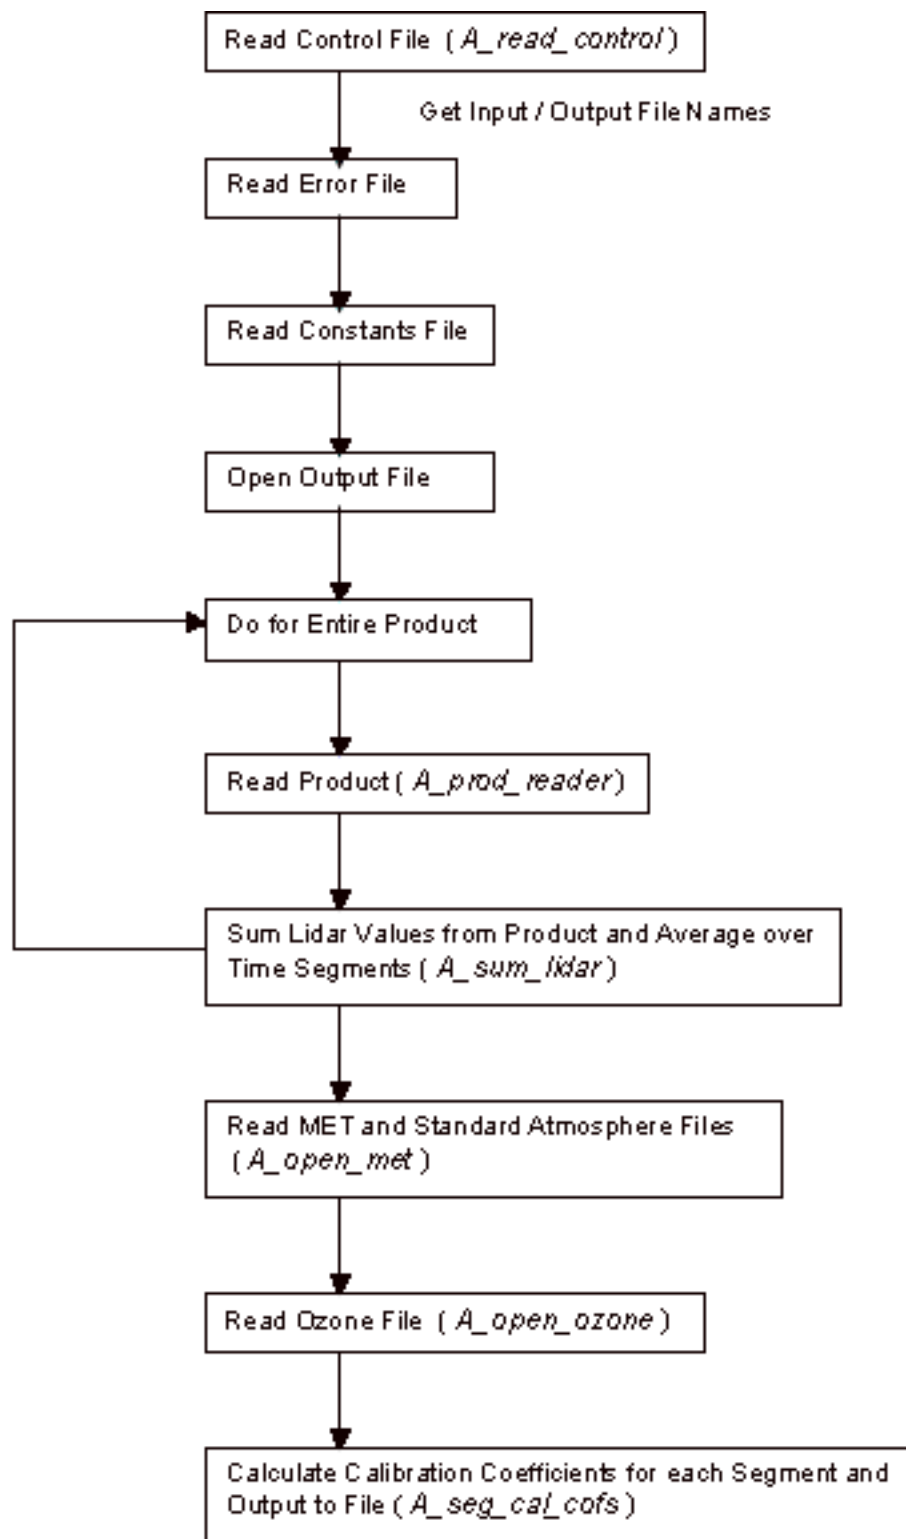 Read Control File ( A_read_control )
Get Input / Output File Names
Read Error File
Read Constants File
Open Output File
Do for Entire Product
Read Product ( A_prod_reader )
Sum Lidar Values from Product and Average over
Time Segments ( A_sum_lidar )
Read MET and Standard Atmosphere Files
( A_open_met )
Read Ozone File ( A_open_ozone )
Calculate Calibration Coefficients for each Segment and
Output to File ( A_seg_cal_cofs )